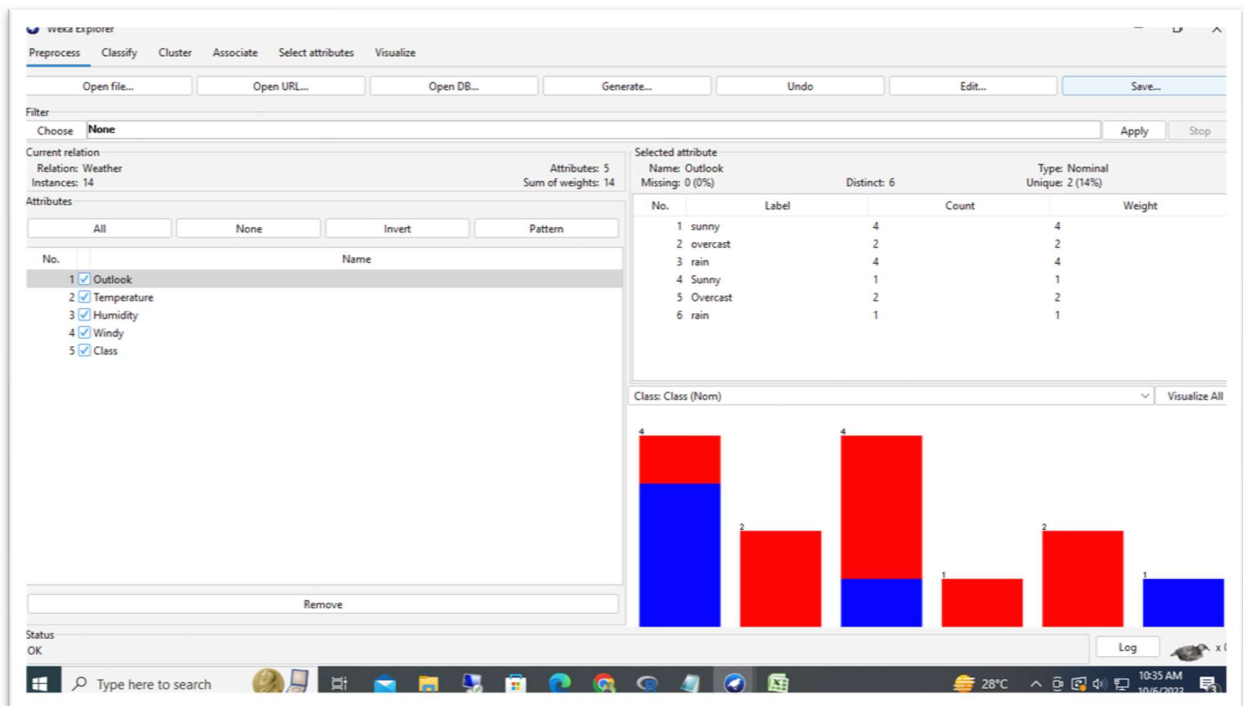 Weka Explorer
Preprocess Classify Cluster Associate Select attributes Visualize
Open file... Open URL... Open DB... Generate... Undo Edit... Save...
Filter
Choose None Apply Stop
Current relation
Relation: Weather Attributes: 5
Instances: 14 Sum of weights: 14
Selected attribute
Name: Outlook Type: Nominal
Missing: 0 (0%) Distinct: 6 Unique: 2 (14%)
Attributes
All None Invert Pattern
No. Name
1 Outlook
2 Temperature
3 Humidity
4 Windy
5 Class
Remove
No. Label Count Weight
1 sunny 4 4
2 overcast 2 2
3 rain 4 4
4 Sunny 1 1
5 Overcast 2 2
6 rain 1 1
Class: Class (Nom) Visualize All
4 2 4 1 2 1
Status
OK
Log x 0
Type here to search 28°C 10:35 AM
10/6/2023 3